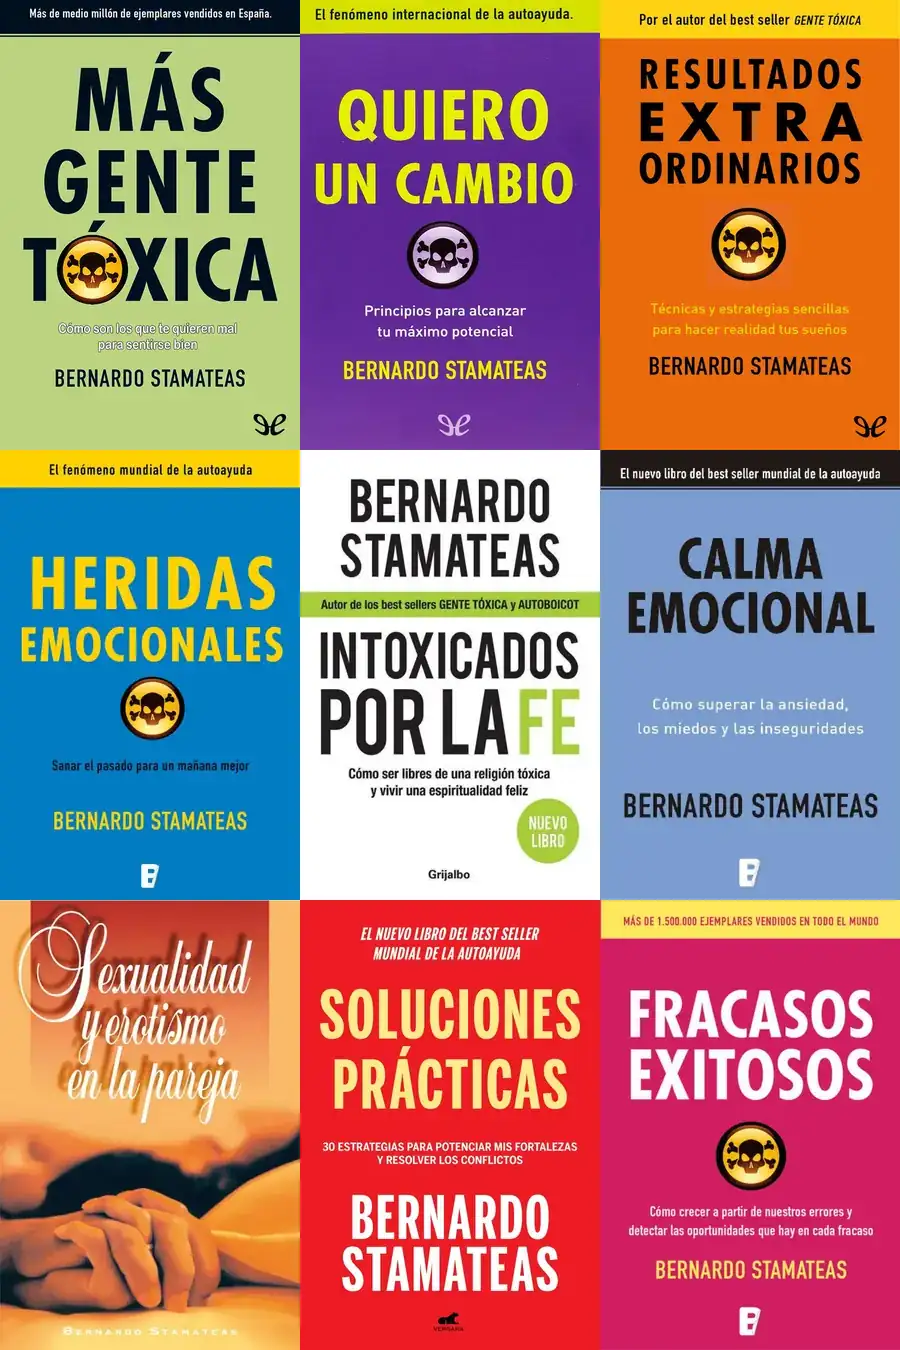 Más de medio millón de ejemplares vendidos en España.
MÁS
GENTE
TÓXICA
Cómo son los que te quieren mal
para sentirse bien
BERNARDO STAMATEAS
El fenómeno internacional de la autoayuda.
QUIERO
UN CAMBIO
Principios para alcanzar
tu máximo potencial
BERNARDO STAMATEAS
Por el autor del best seller GENTE TÓXICA
RESULTADOS
EXTRA
ORDINARIOS
Técnicas y estrategias sencillas
para hacer realidad tus sueños
BERNARDO STAMATEAS
El fenómeno mundial de la autoayuda
HERIDAS
EMOCIONALES
Sanar el pasado para un mañana mejor
BERNARDO STAMATEAS
B
BERNARDO
STAMATEAS
Autor de los best sellers GENTE TÓXICA y AUTOBOICOT
INTOXICADOS
POR LA FE
Cómo ser libres de una religión tóxica
y vivir una espiritualidad feliz
NUEVO
LIBRO
Grijalbo
El nuevo libro del best seller mundial de la autoayuda
CALMA
EMOCIONAL
Cómo superar la ansiedad,
los miedos y las inseguridades
BERNARDO STAMATEAS
B
Sexualidad
y erotismo
en la pareja
BERNARDO STAMATEAS
EL NUEVO LIBRO DEL BEST SELLER
MUNDIAL DE LA AUTOAYUDA
SOLUCIONES
PRÁCTICAS
30 ESTRATEGIAS PARA POTENCIAR MIS FORTALEZAS
Y RESOLVER LOS CONFLICTOS
BERNARDO
STAMATEAS
VERGARA
MÁS DE 1.500.000 EJEMPLARES VENDIDOS EN TODO EL MUNDO
FRACASOS
EXITOSOS
Cómo crecer a partir de nuestros errores y
detectar las oportunidades que hay en cada fracaso
BERNARDO STAMATEAS
B